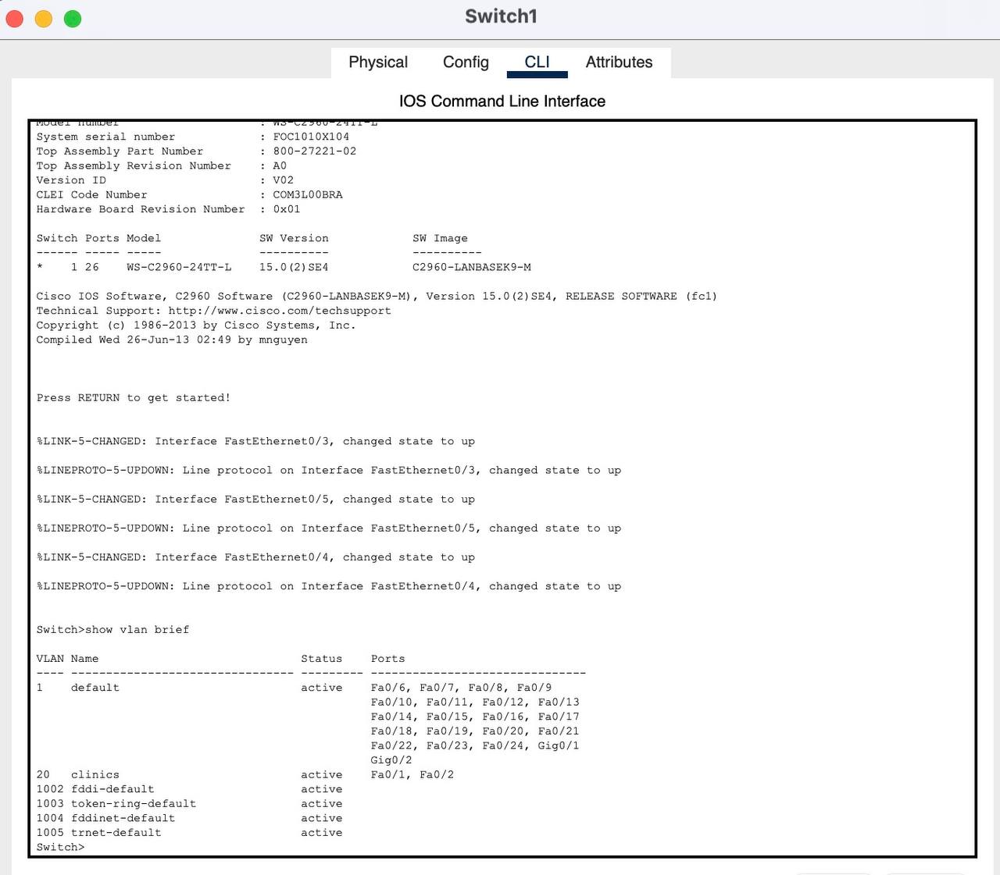 Switch1
Physical Config CLI Attributes
IOS Command Line Interface
Model number : WS-C2960-24TT-L
System serial number : FOC1010X104
Top Assembly Part Number : 800-27221-02
Top Assembly Revision Number : A0
Version ID : V02
CLEI Code Number : COM3L00BRA
Hardware Board Revision Number : 0x01
Switch Ports Model SW Version SW Image
------ ----- ----- ---------- ----------
* 1 26 WS-C2960-24TT-L 15.0(2)SE4 C2960-LANBASEK9-M
Cisco IOS Software, C2960 Software (C2960-LANBASEK9-M), Version 15.0(2)SE4, RELEASE SOFTWARE (fc1)
Technical Support: http://www.cisco.com/techsupport
Copyright (c) 1986-2013 by Cisco Systems, Inc.
Compiled Wed 26-Jun-13 02:49 by mnguyen
Press RETURN to get started!
%LINK-5-CHANGED: Interface FastEthernet0/3, changed state to up
%LINEPROTO-5-UPDOWN: Line protocol on Interface FastEthernet0/3, changed state to up
%LINK-5-CHANGED: Interface FastEthernet0/5, changed state to up
%LINEPROTO-5-UPDOWN: Line protocol on Interface FastEthernet0/5, changed state to up
%LINK-5-CHANGED: Interface FastEthernet0/4, changed state to up
%LINEPROTO-5-UPDOWN: Line protocol on Interface FastEthernet0/4, changed state to up
Switch>show vlan brief
VLAN Name Status Ports
---- -------------------------------- --------- -------------------------------
1 default active Fa0/6, Fa0/7, Fa0/8, Fa0/9
Fa0/10, Fa0/11, Fa0/12, Fa0/13
Fa0/14, Fa0/15, Fa0/16, Fa0/17
Fa0/18, Fa0/19, Fa0/20, Fa0/21
Fa0/22, Fa0/23, Fa0/24, Gig0/1
Gig0/2
20 clinics active Fa0/1, Fa0/2
1002 fddi-default active
1003 token-ring-default active
1004 fddinet-default active
1005 trnet-default active
Switch>